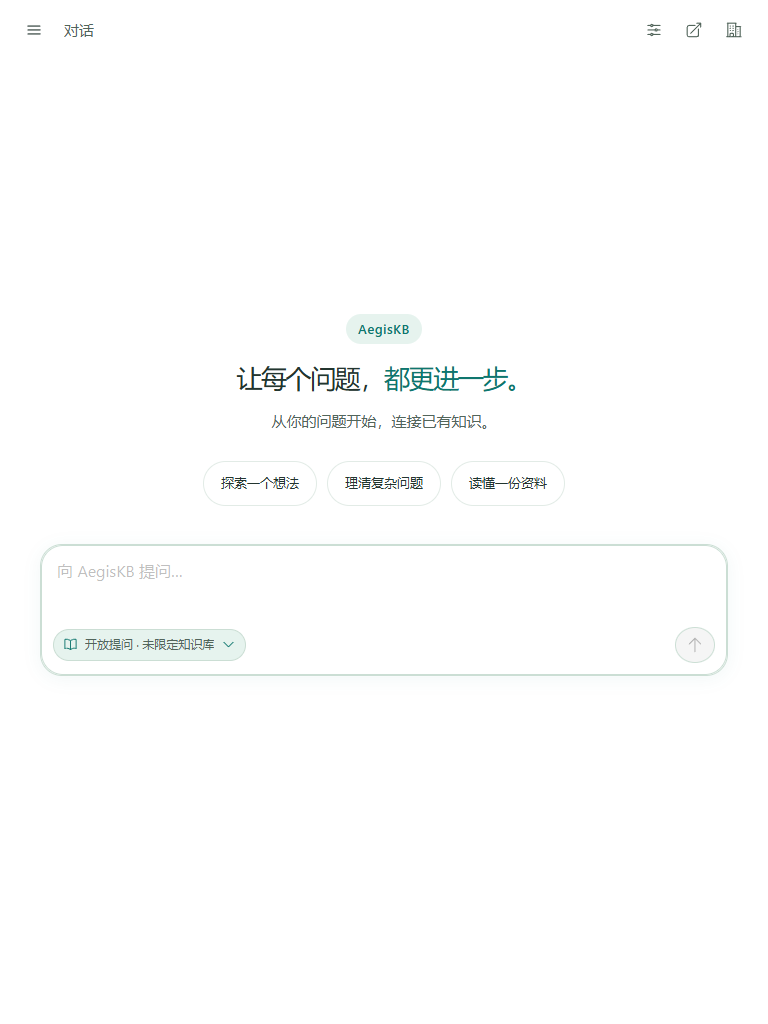 对话
AegisKB
让每个问题，都更进一步。
从你的问题开始，连接已有知识。
探索一个想法
理清复杂问题
读懂一份资料
向 AegisKB 提问...
开放提问 · 未限定知识库